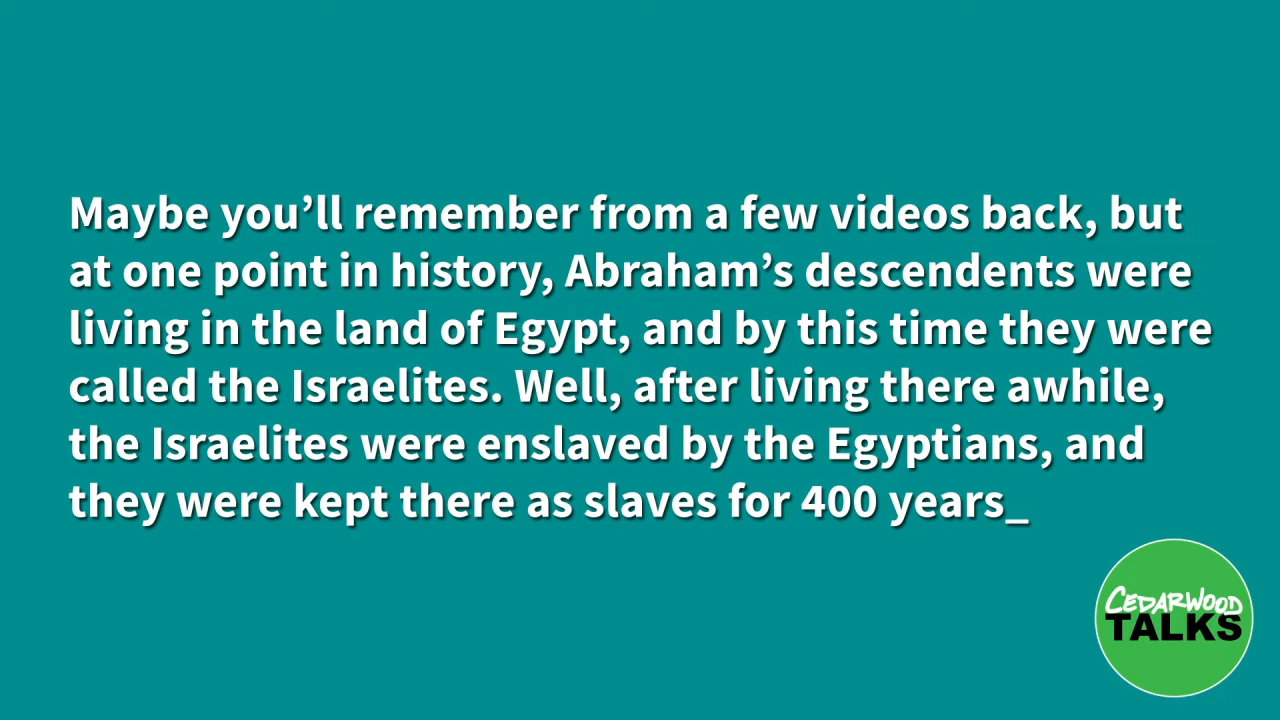 Maybe you’ll remember from a few videos back, but
at one point in history, Abraham’s descendents were
living in the land of Egypt, and by this time they were
called the Israelites. Well, after living there awhile,
the Israelites were enslaved by the Egyptians, and
they were kept there as slaves for 400 years_
CEDARWOOD
TALKS